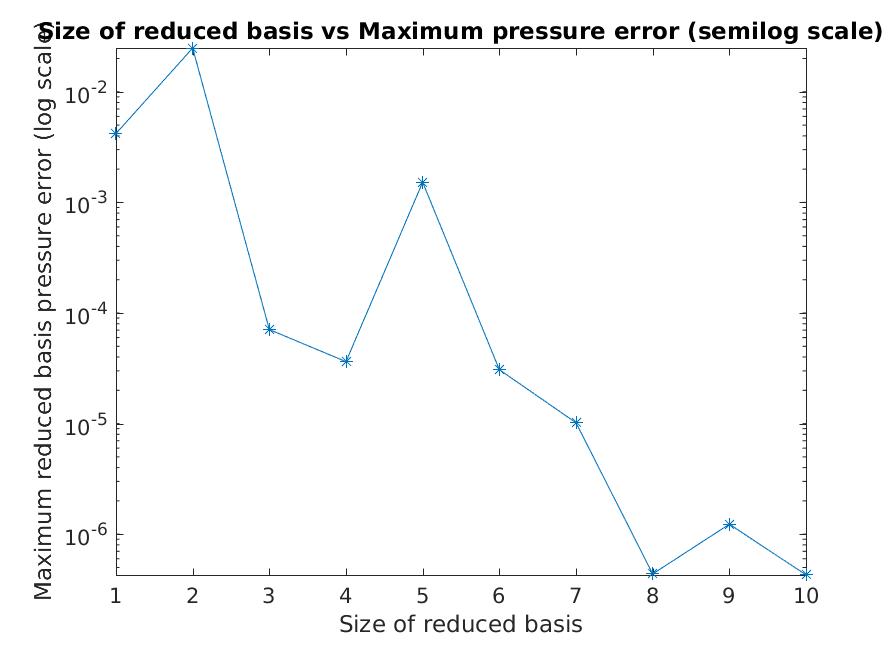 Size of reduced basis vs Maximum pressure error (semilog scale)
Maximum reduced basis pressure error (log scale)
10^-2
10^-3
10^-4
10^-5
10^-6
1 2 3 4 5 6 7 8 9 10
Size of reduced basis